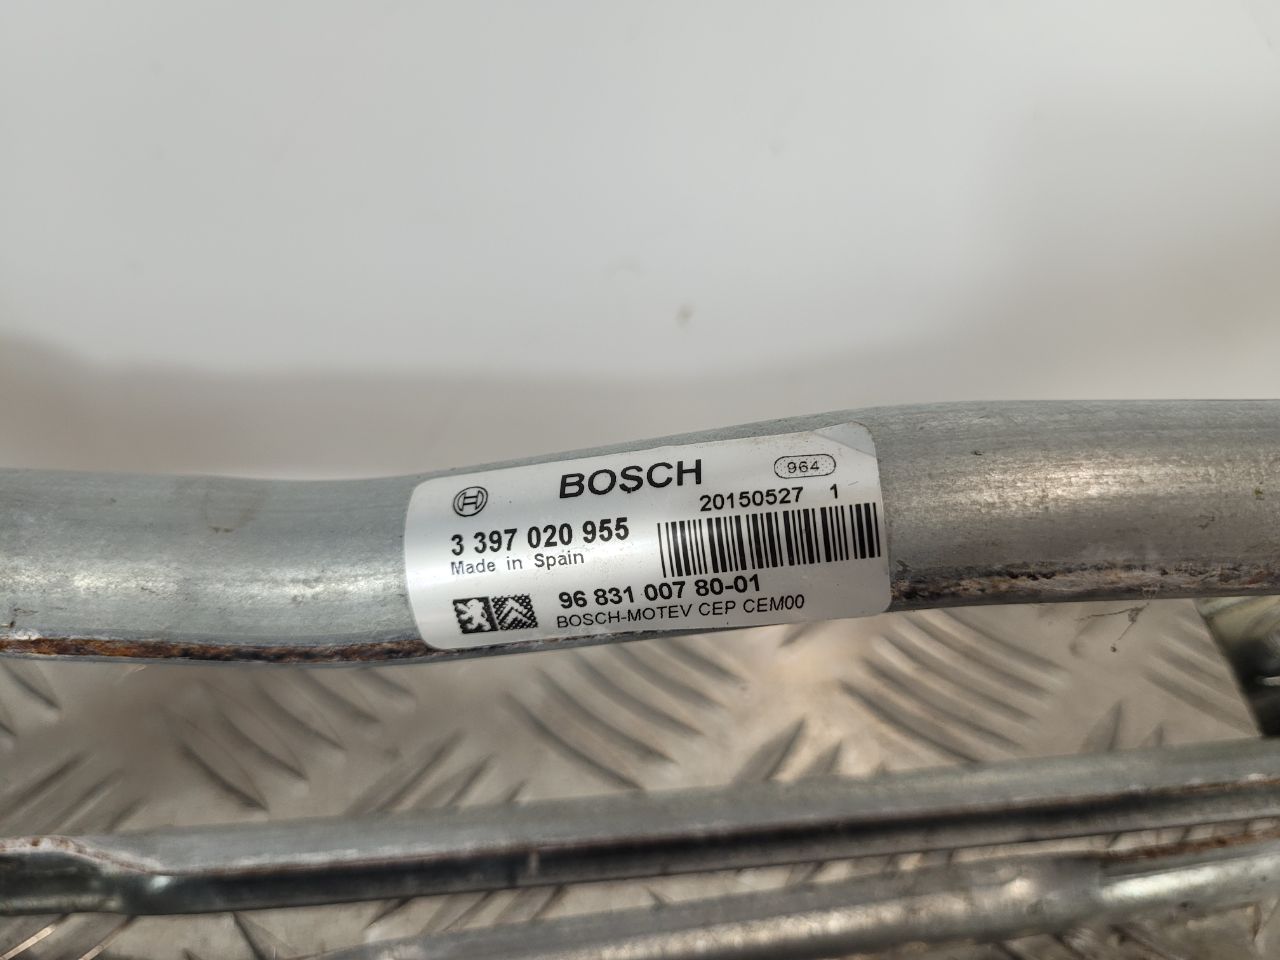 BOSCH
964
20150527 1
3 397 020 955
Made in Spain
96 831 007 80-01
BOSCH-MOTEV CEP CEM00